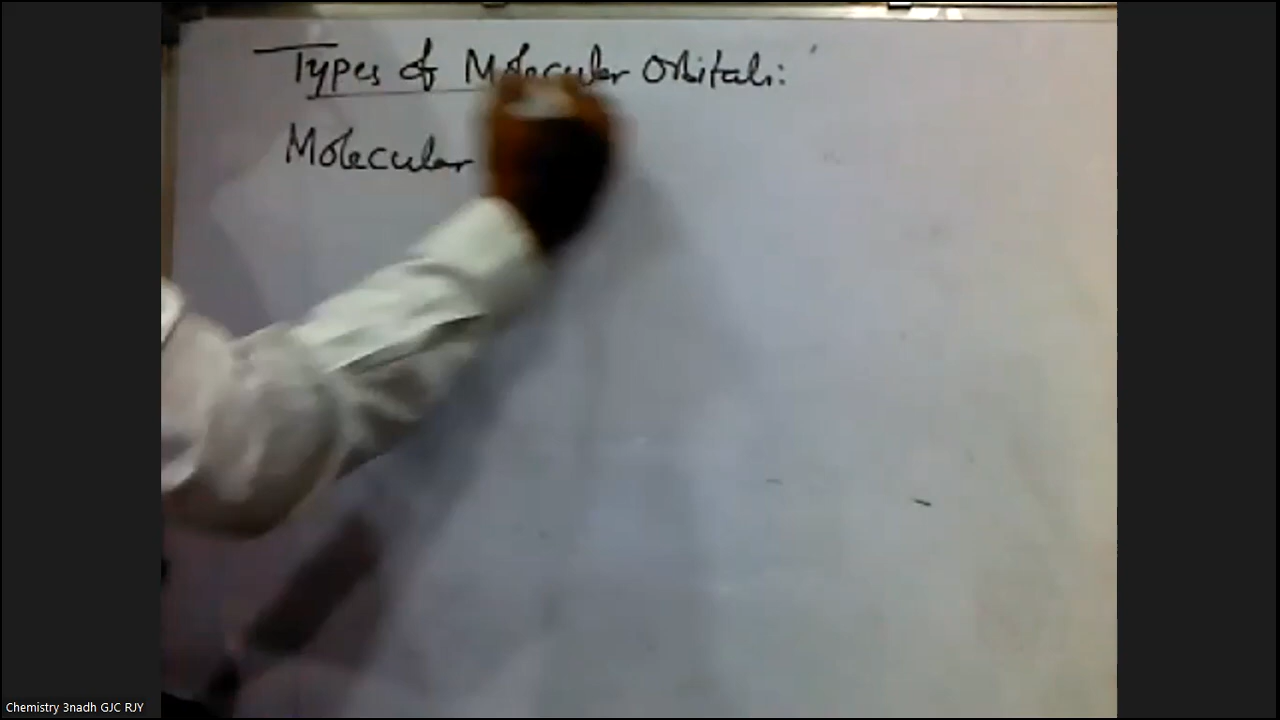 Types of Molecular Orbitals:
Molecular
Chemistry 3nadh GJC RJY